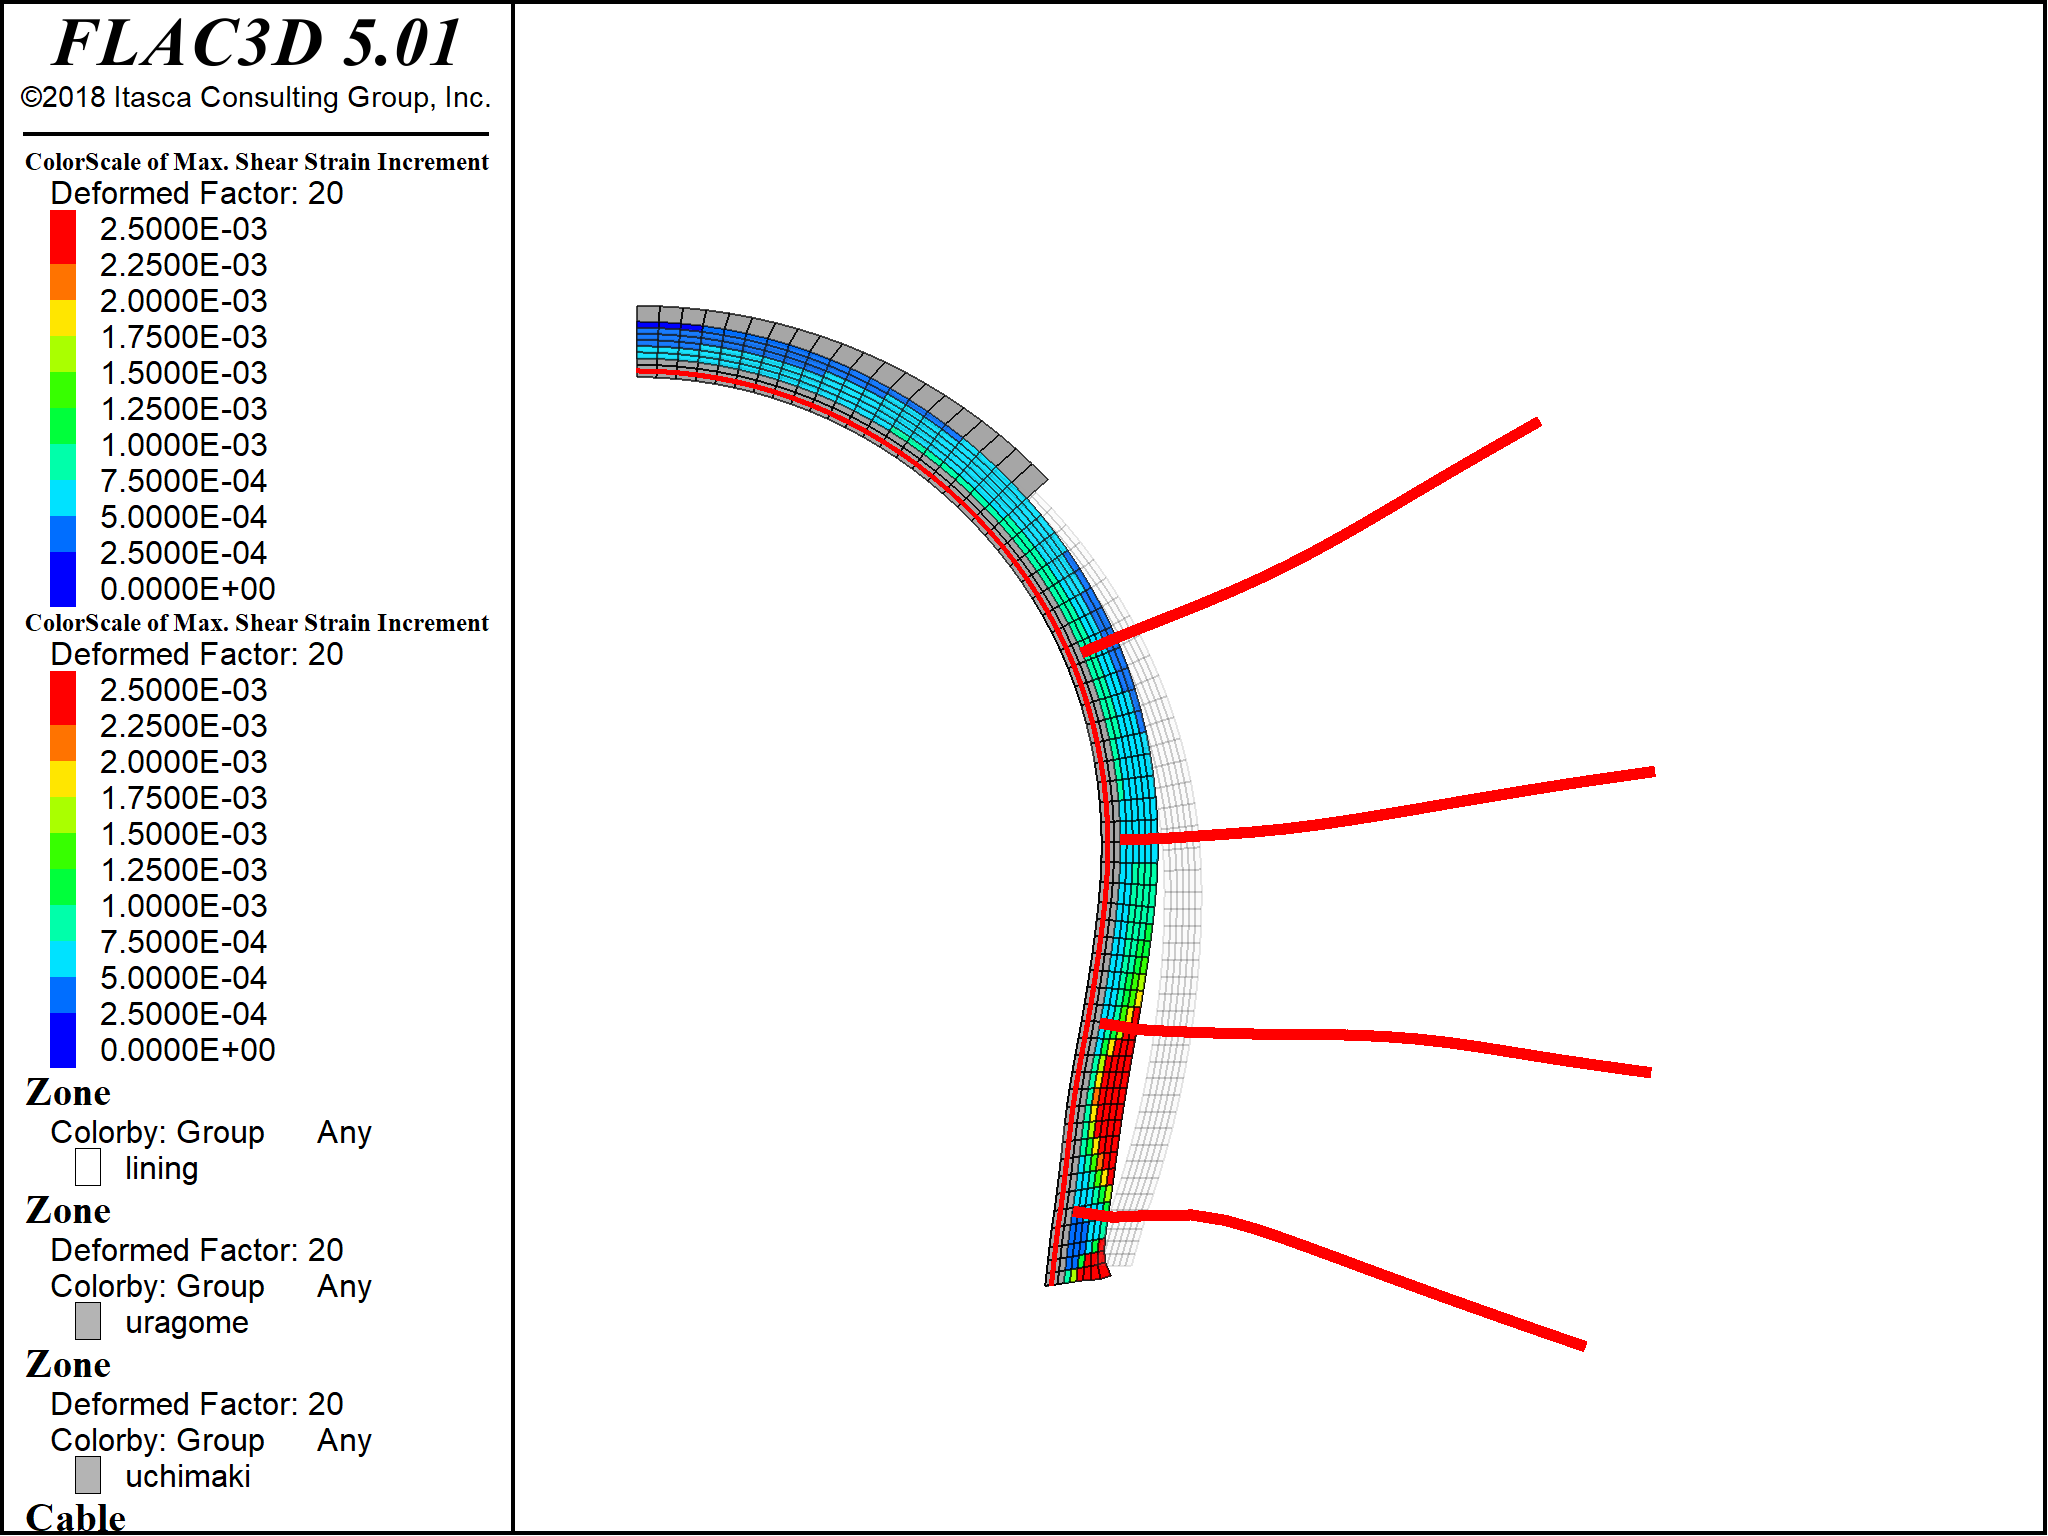 FLAC3D 5.01
©2018 Itasca Consulting Group, Inc.
ColorScale of Max. Shear Strain Increment
Deformed Factor: 20
2.5000E-03
2.2500E-03
2.0000E-03
1.7500E-03
1.5000E-03
1.2500E-03
1.0000E-03
7.5000E-04
5.0000E-04
2.5000E-04
0.0000E+00
ColorScale of Max. Shear Strain Increment
Deformed Factor: 20
2.5000E-03
2.2500E-03
2.0000E-03
1.7500E-03
1.5000E-03
1.2500E-03
1.0000E-03
7.5000E-04
5.0000E-04
2.5000E-04
0.0000E+00
Zone
Colorby: Group Any
lining
Zone
Deformed Factor: 20
Colorby: Group Any
uragome
Zone
Deformed Factor: 20
Colorby: Group Any
uchimaki
Cable